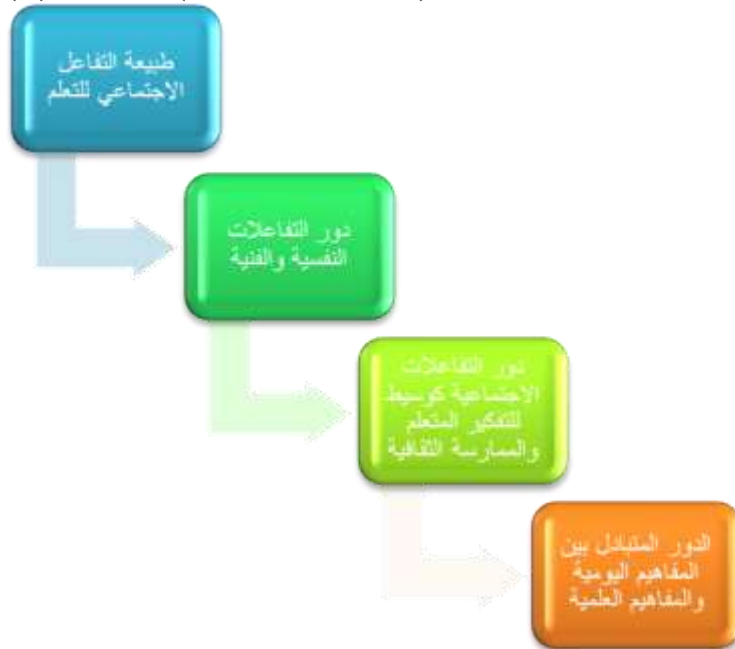 طبيعة التفاعل
الاجتماعي للتعلم
دور التفاعلات
النفسية والفنية
دور التفاعلات
الاجتماعية كوسيط
للتفكير المتعلم
والممارسة الثقافية
الدور المتبادل بين
المفاهيم اليومية
والمفاهيم العلمية